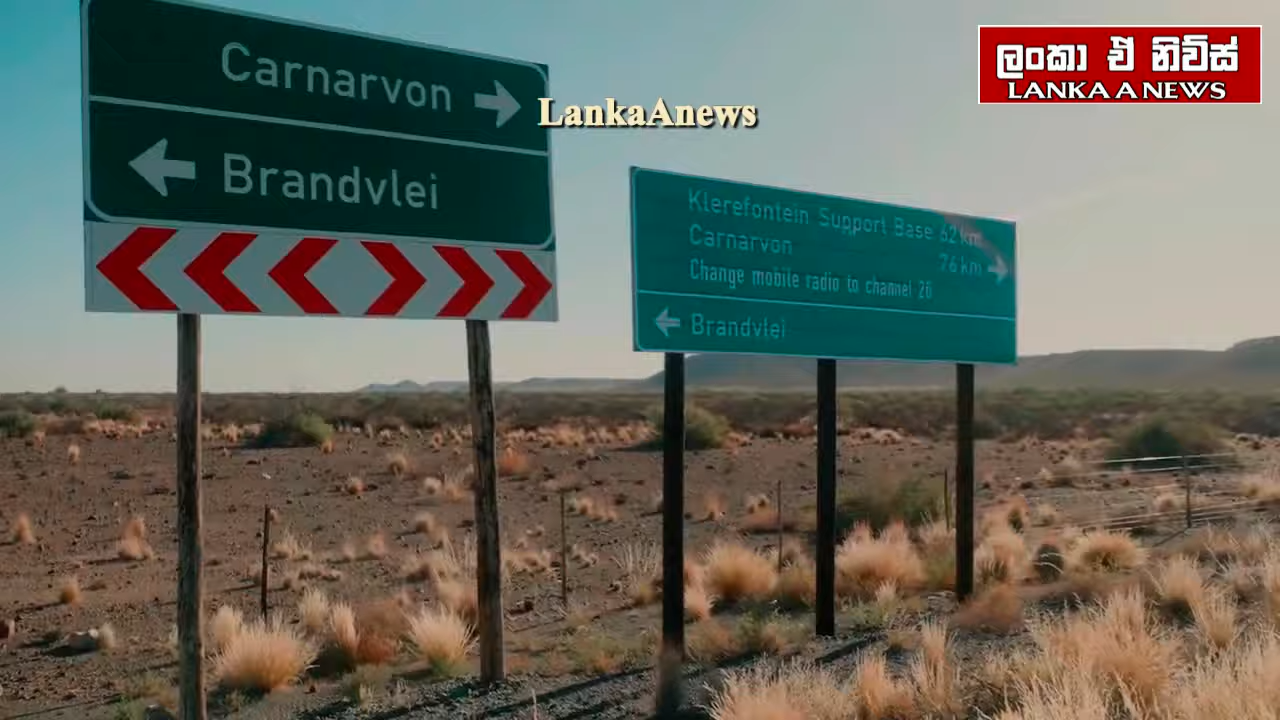 Carnarvon
Brandvlei
LankaAnews
ලංකා ඒ නිව්ස්
LANKA A NEWS
Klerefontein Support Base 62 km
Carnarvon 76 km
Change mobile radio to channel 20
Brandvlei